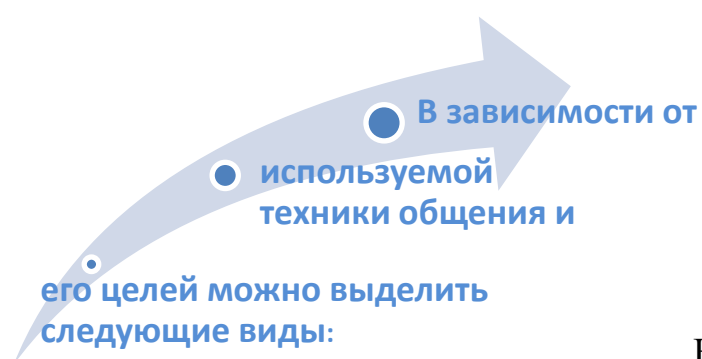 В зависимости от
используемой
техники общения и
его целей можно выделить
следующие виды: